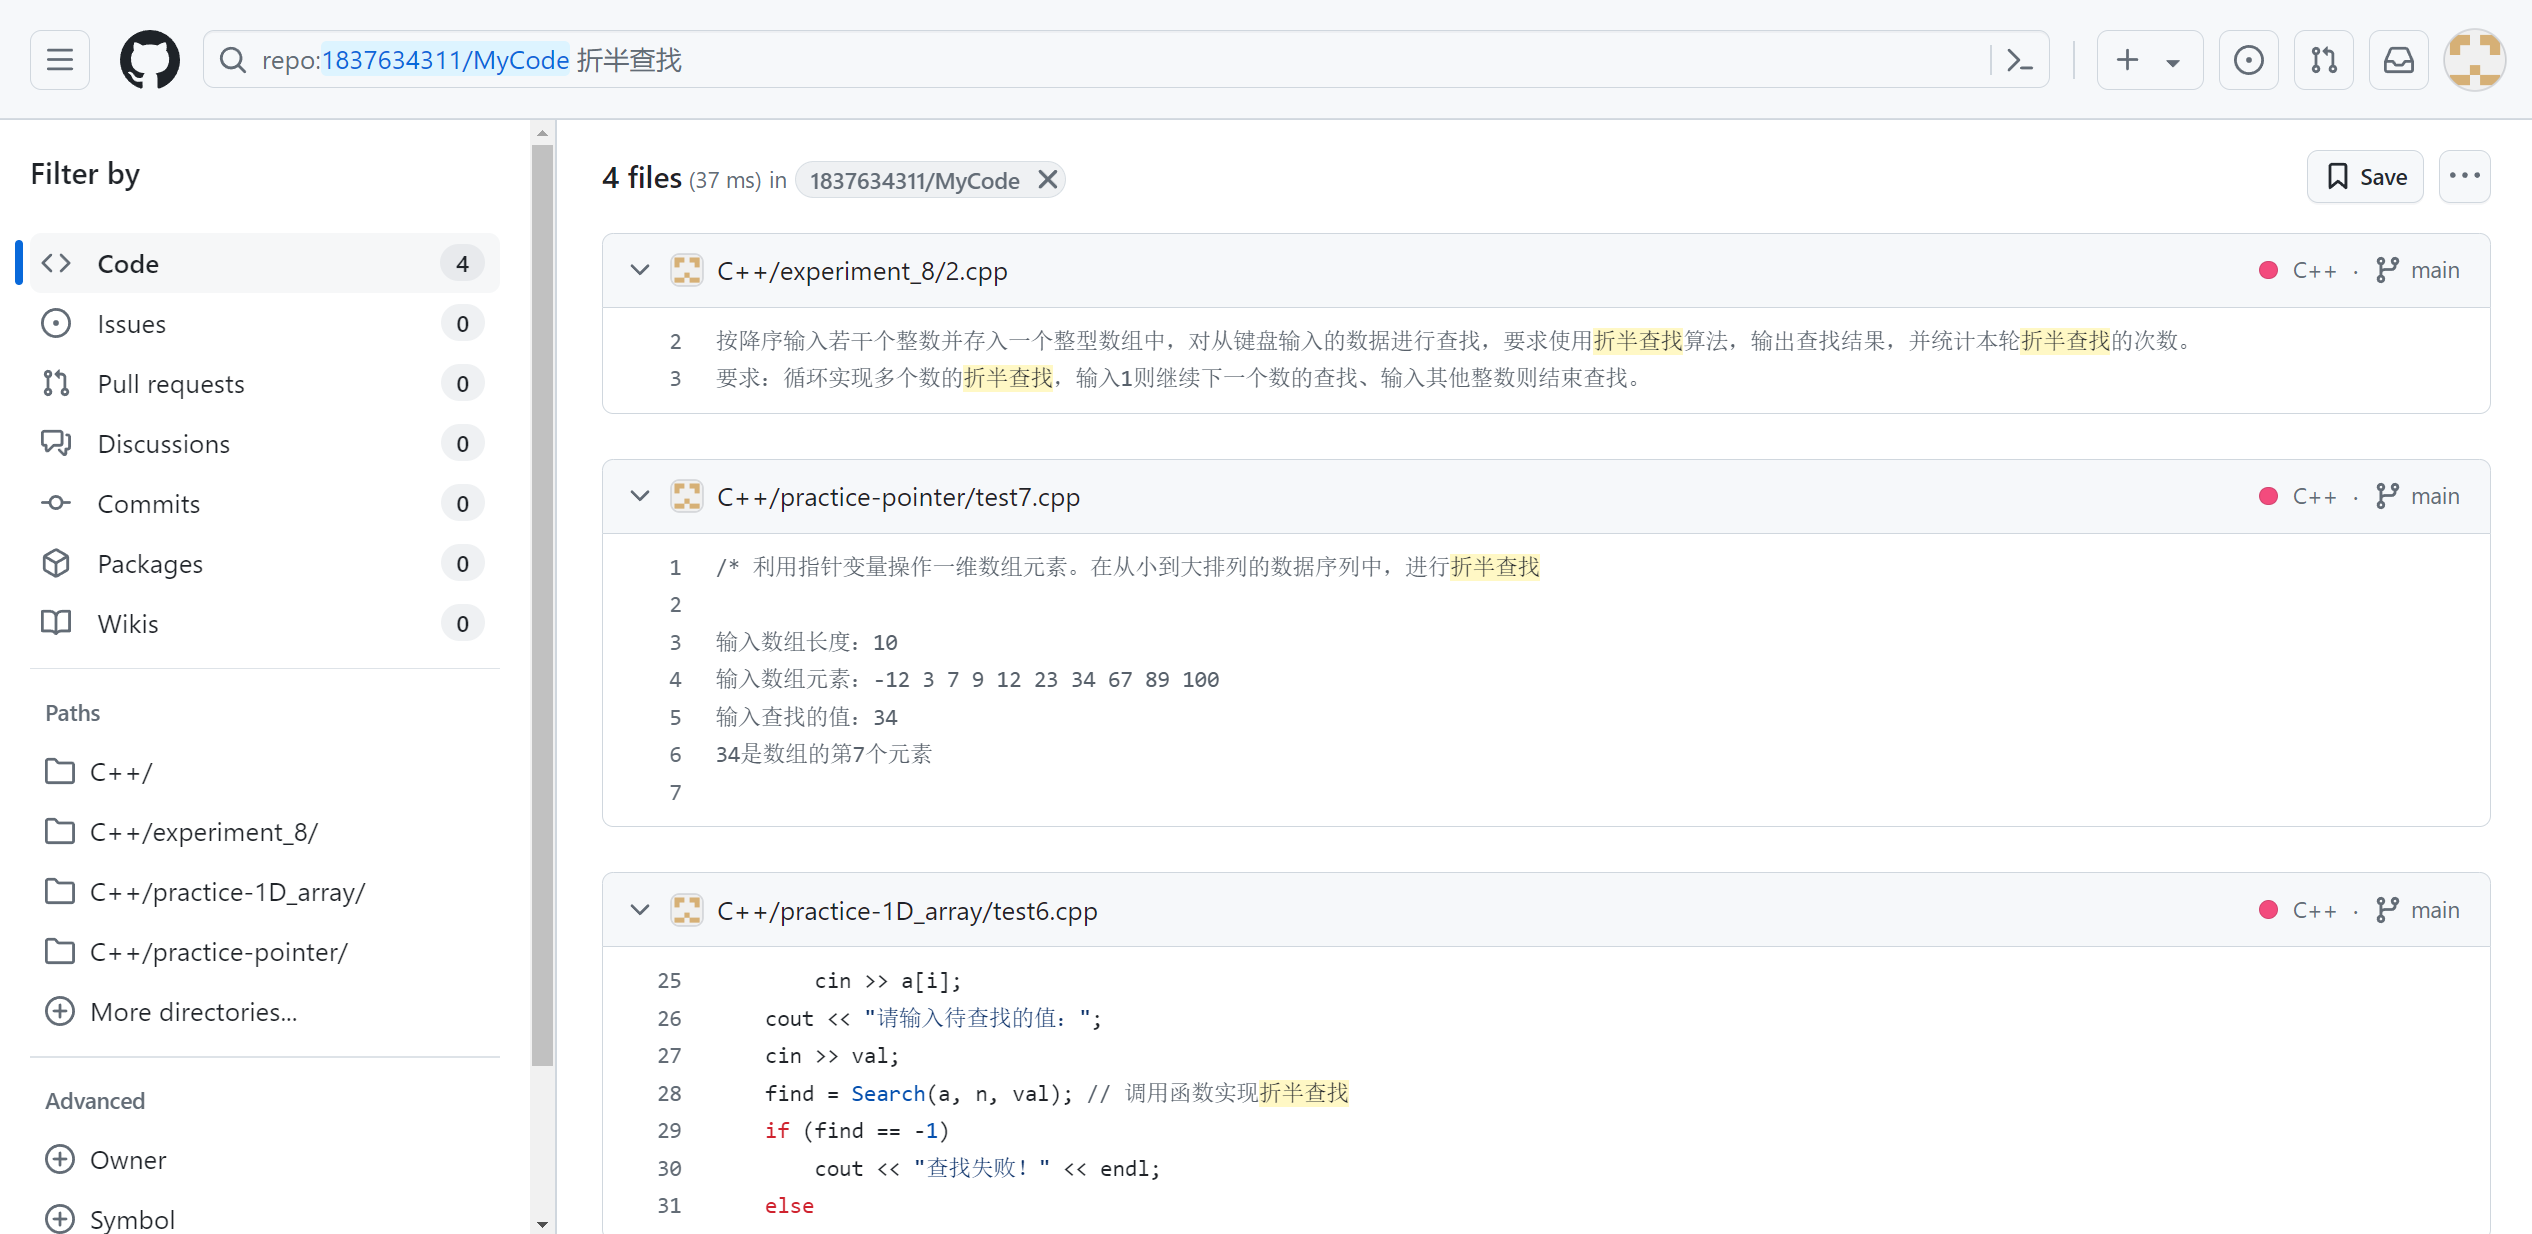 repo:1837634311/MyCode 折半查找
Filter by
Code 4
Issues 0
Pull requests 0
Discussions 0
Commits 0
Packages 0
Wikis 0
Paths
C++/
C++/experiment_8/
C++/practice-1D_array/
C++/practice-pointer/
More directories...
Advanced
Owner
Symbol
4 files (37 ms) in 1837634311/MyCode
Save
C++/experiment_8/2.cpp C++ · main
2 按降序输入若干个整数并存入一个整型数组中，对从键盘输入的数据进行查找，要求使用折半查找算法，输出查找结果，并统计本轮折半查找的次数。
3 要求：循环实现多个数的折半查找，输入1则继续下一个数的查找、输入其他整数则结束查找。
C++/practice-pointer/test7.cpp C++ · main
1 /* 利用指针变量操作一维数组元素。在从小到大排列的数据序列中，进行折半查找
2
3 输入数组长度：10
4 输入数组元素：-12 3 7 9 12 23 34 67 89 100
5 输入查找的值：34
6 34是数组的第7个元素
7
C++/practice-1D_array/test6.cpp C++ · main
25 cin >> a[i];
26 cout << "请输入待查找的值：";
27 cin >> val;
28 find = Search(a, n, val); // 调用函数实现折半查找
29 if (find == -1)
30 cout << "查找失败！" << endl;
31 else